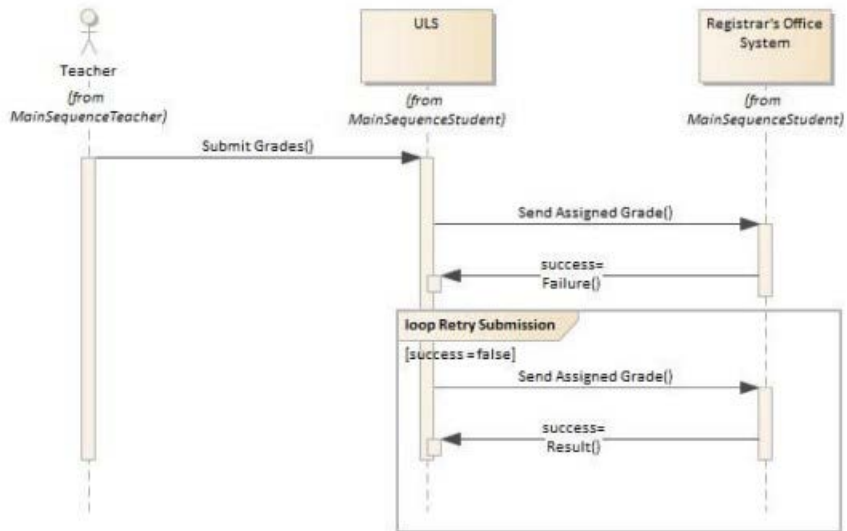 ULS
Registrar's Office
System
Teacher
(from
MainSequenceTeacher)
(from
MainSequenceStudent)
(from
MainSequenceStudent)
Submit Grades()
Send Assigned Grade()
success=
Failure()
loop Retry Submission
[success =false]
Send Assigned Grade()
success=
Result()